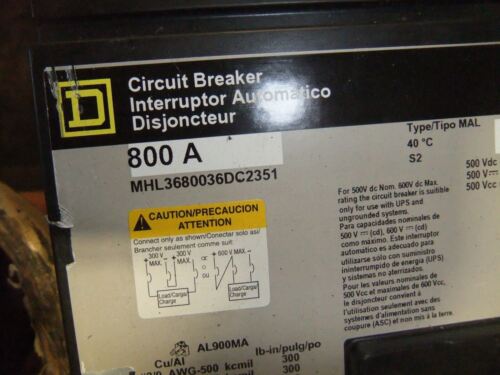 D
Circuit Breaker
Interruptor Automatico
Disjoncteur
800 A
MHL3680036DC2351
Type/Tipo MAL
40 °C
S2
500 Vdc
500 V
500 Vcc
CAUTION/PRECAUCION
ATTENTION
Connect only as shown/Conectar solo asi/
Brancher seulement comme suit:
300 V MAX.
300 V MAX.
or
ou
600 V MAX.
Load/Carga/
Charge
Load/Carga/
Charge
For 500V dc Nom. 600V dc Max.
rating the circuit breaker is suitible
only for use with UPS and
ungrounded systems.
Para capacidades nominales de
500 V (cd), 600 V (cd)
como máximo. Este interruptor
automatico es adecuado para
utilizarse solo con suministro
ininterrumpido de energia (UPS)
y sistemas no aterrizados.
Pour les valeurs nominales de
500 Vcc et maximales de 600 Vcc,
le disjoncteur convient à
l'utilisation seulement avec des
systèmes d'alimentation sans
coupure (ASC) et non mis à la terre.
AL900MA
Cu/Al
lb-in/pulg/po
AWG-500 kcmil 300
kcmil 300